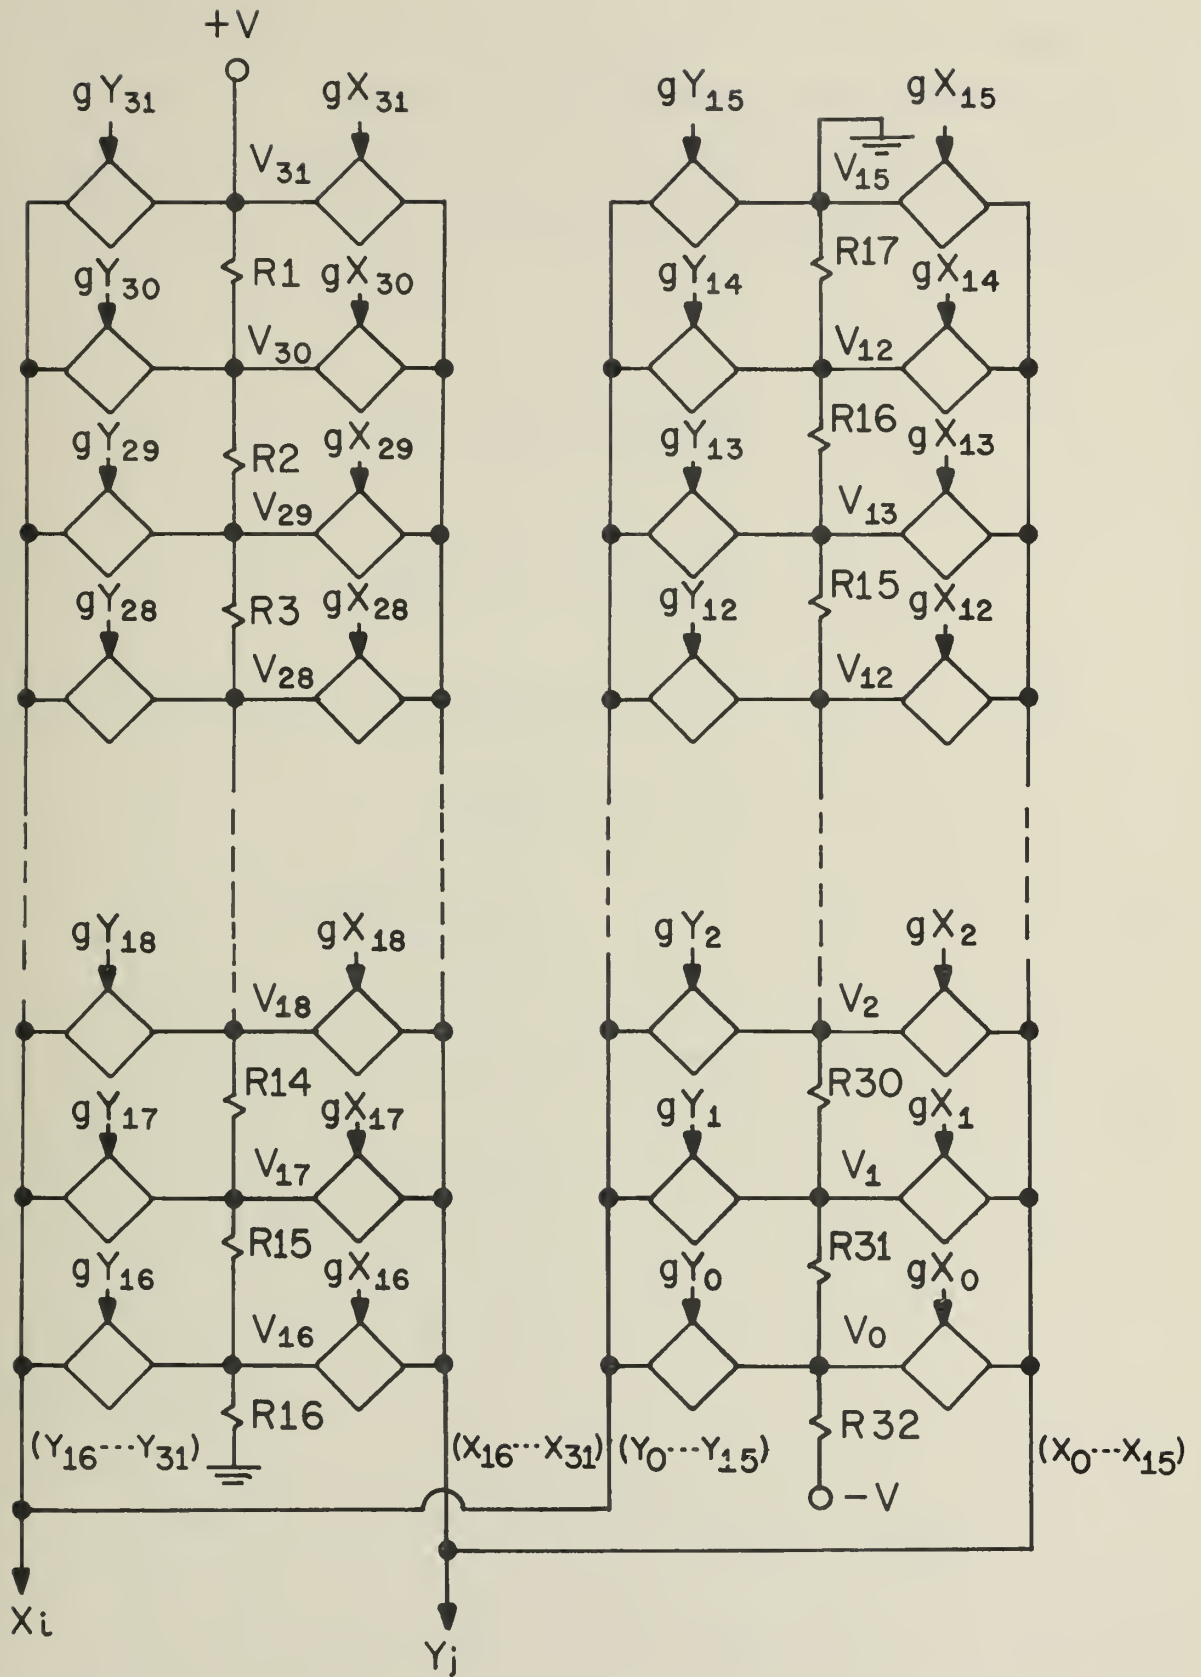 +V
gY31 gX31 gY15 gX15
V31 V15
R1 R17
gY30 gX30 gY14 gX14
V30 V12
R2 R16
gY29 gX29 gY13 gX13
V29 V13
R3 R15
gY28 gX28 gY12 gX12
V28 V12
gY18 gX18 gY2 gX2
V18 V2
R14 R30
gY17 gX17 gY1 gX1
V17 V1
R15 R31
gY16 gX16 gY0 gX0
V16 V0
R16 R32
(Y16···Y31) (X16···X31) (Y0···Y15) (X0···X15)
-V
Xi
Yj